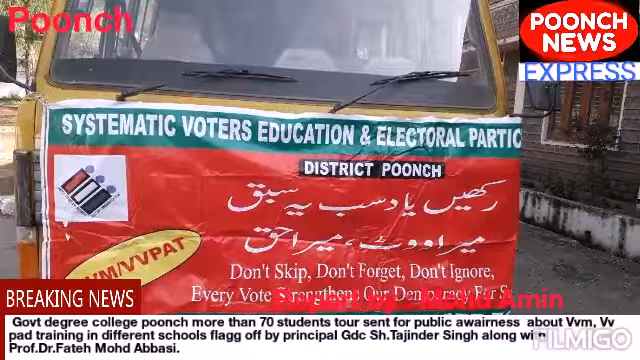 Poonch
POONCH
NEWS
EXPRESS
SYSTEMATIC VOTERS EDUCATION & ELECTORAL PARTIC
DISTRICT POONCH
رکھیں یاد سب یہ سبق
میرا ووٹ ، میرا حق
VM/VVPAT
Don't Skip, Don't Forget, Don't Ignore,
Every Vote Strengthens Our Democracy For S
Amin
BREAKING NEWS
Govt degree college poonch more than 70 students tour sent for public awairness about Vvm, Vv
pad training in different schools flagg off by principal Gdc Sh.Tajinder Singh along with
Prof.Dr.Fateh Mohd Abbasi.
FILMIGO